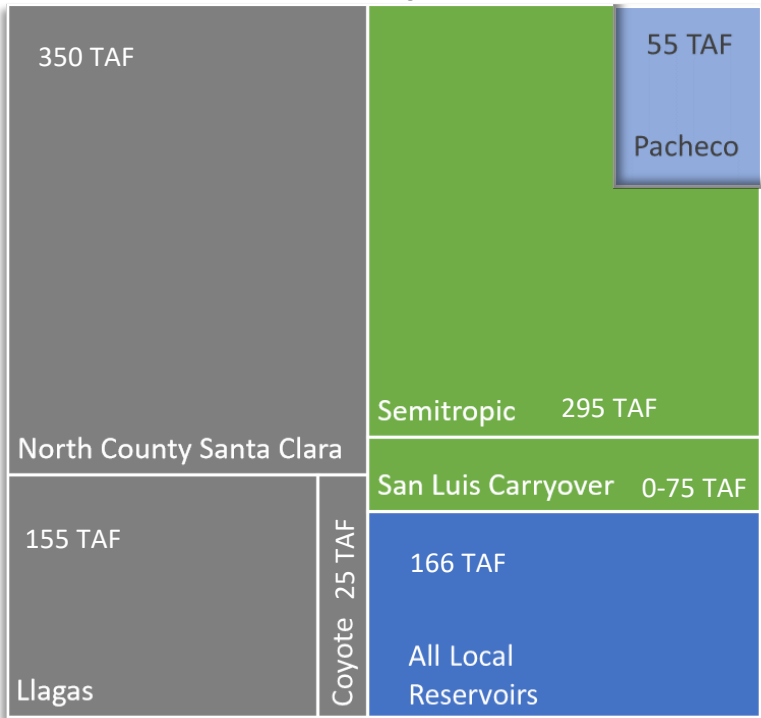 350 TAF
North County Santa Clara
155 TAF
Llagas
Coyote 25 TAF
55 TAF
Pacheco
Semitropic 295 TAF
San Luis Carryover 0-75 TAF
166 TAF
All Local
Reservoirs